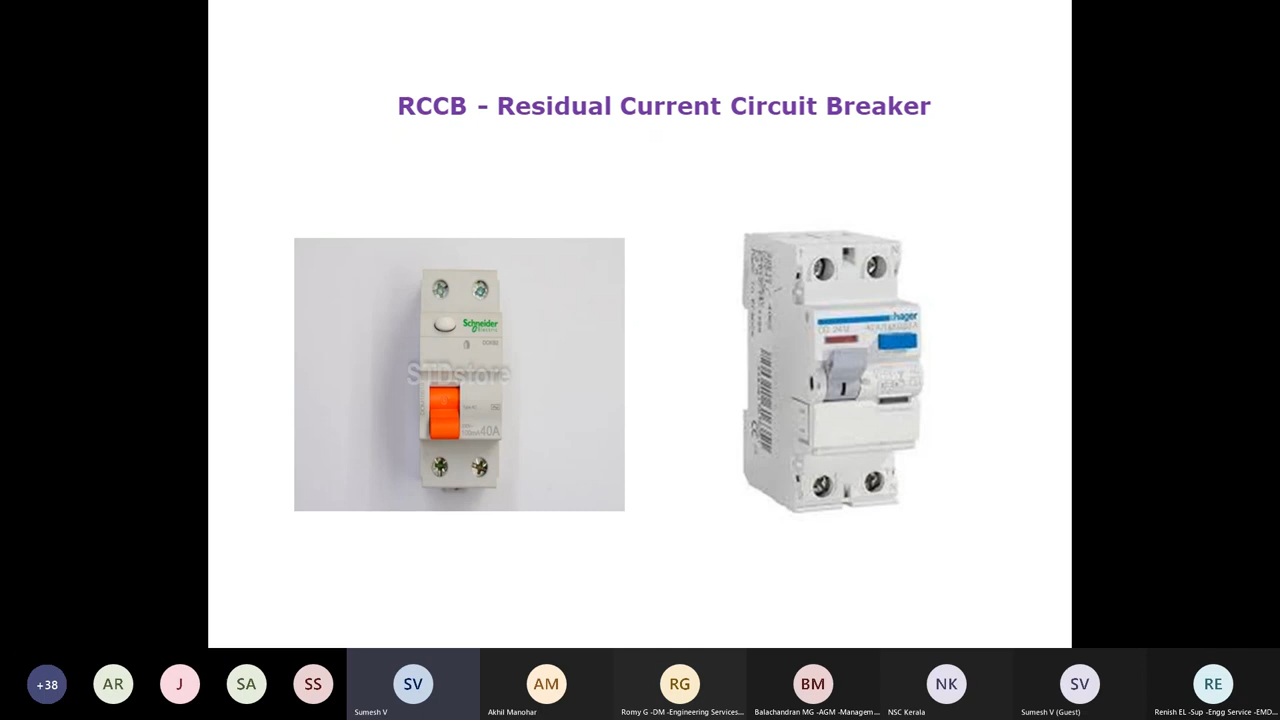 RCCB - Residual Current Circuit Breaker
Schneider
Electric
STDstore
40A
hager
+38
AR
J
SA
SS
SV
AM
RG
BM
NK
SV
RE
Sumesh V
Akhil Manohar
Romy G -DM -Engineering Services...
Balachandran MG -AGM -Managem...
NSC Kerala
Sumesh V (Guest)
Renish EL -Sup -Engg Service -EMD...